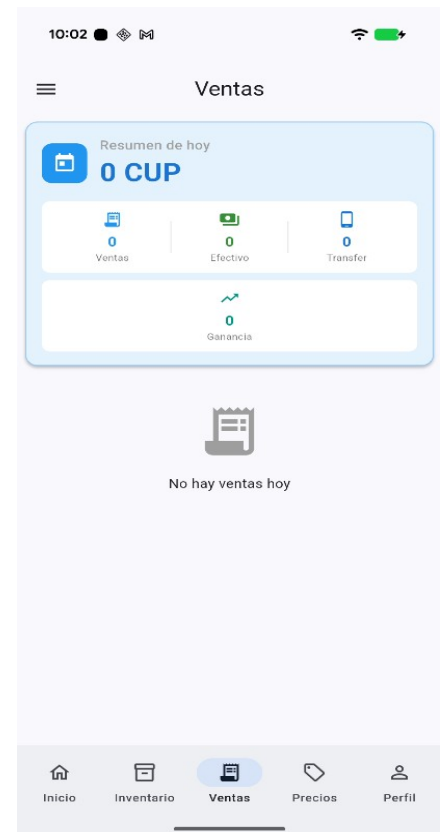 10:02
Ventas
Resumen de hoy
0 CUP
0 0 0
Ventas Efectivo Transfer
0
Ganancia
No hay ventas hoy
Inicio Inventario Ventas Precios Perfil